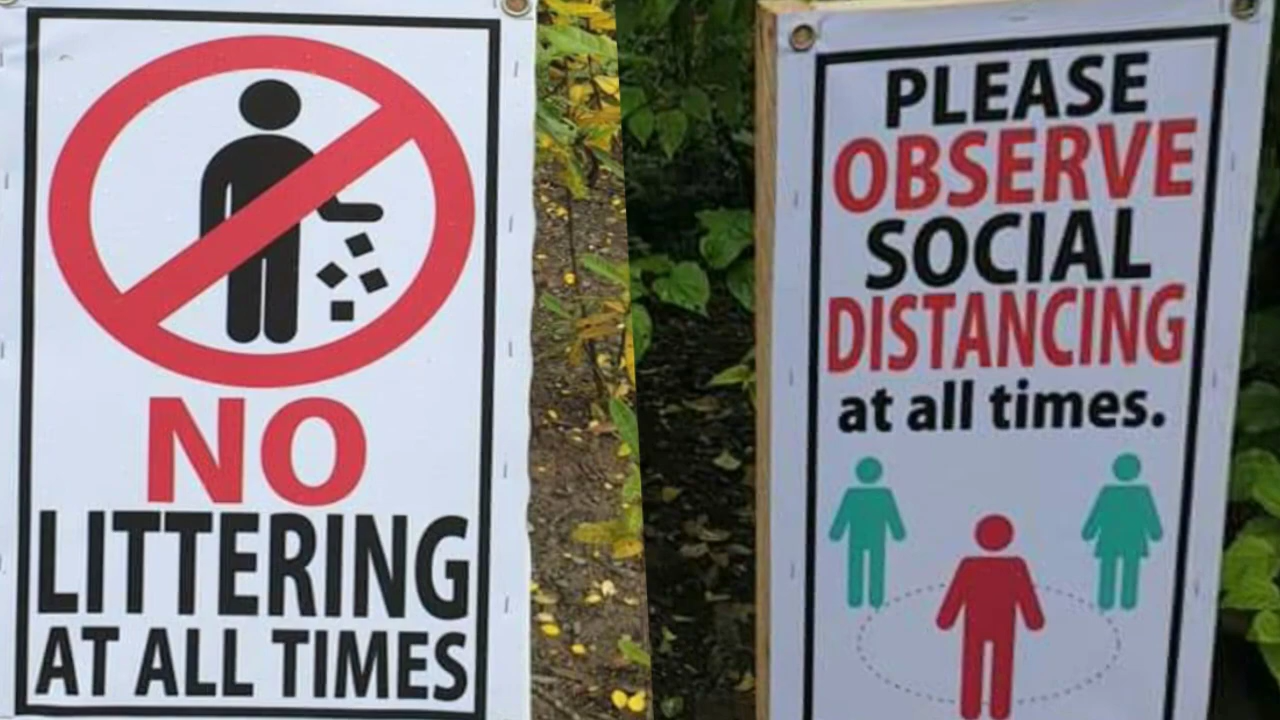 NO
LITTERING
AT ALL TIMES
PLEASE
OBSERVE
SOCIAL
DISTANCING
at all times.